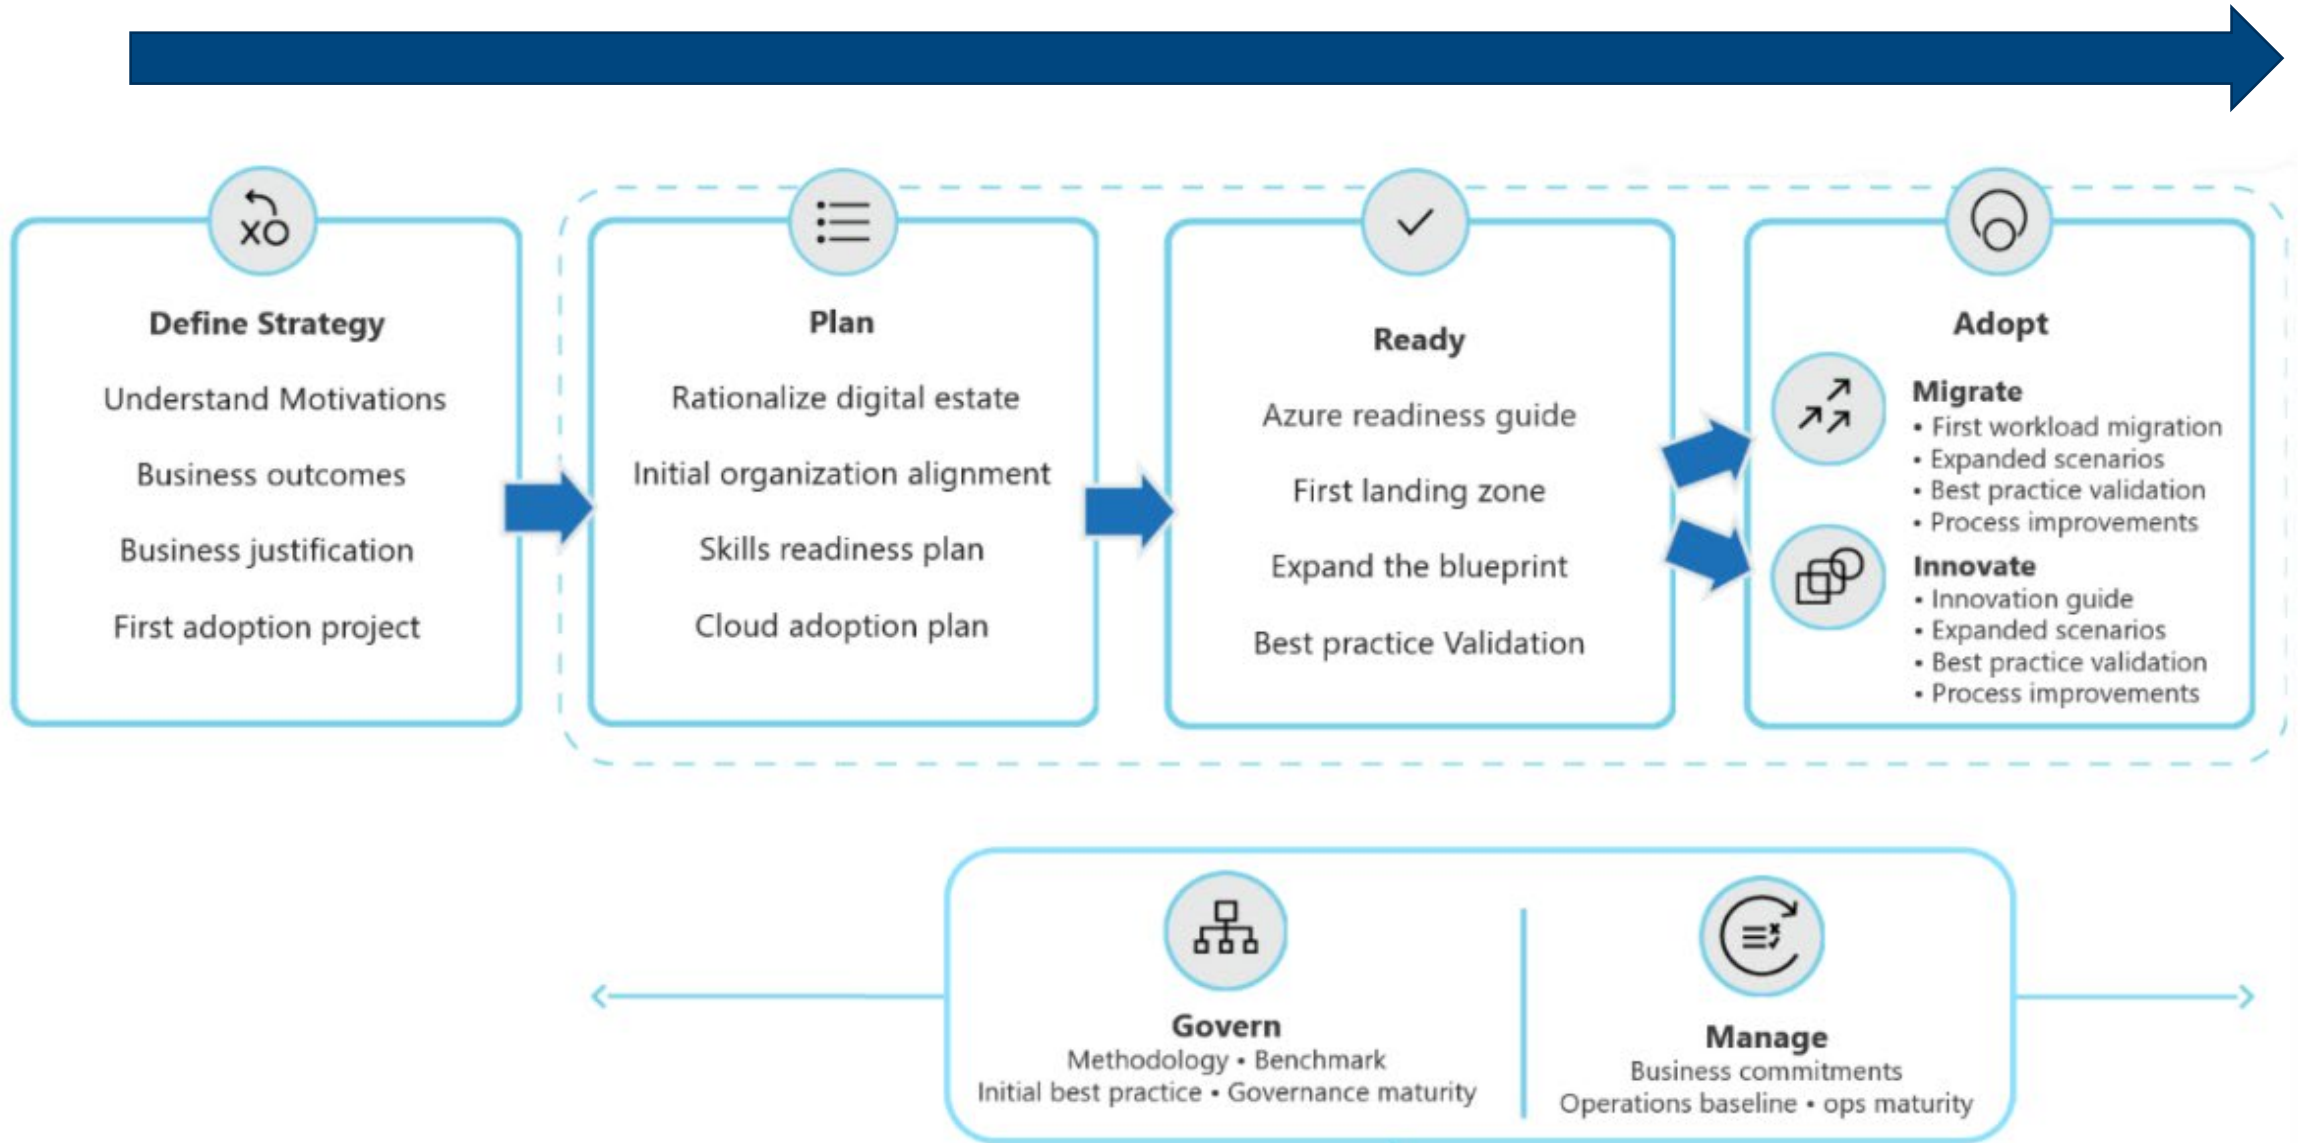 Define Strategy
Understand Motivations
Business outcomes
Business justification
First adoption project
Plan
Rationalize digital estate
Initial organization alignment
Skills readiness plan
Cloud adoption plan
Ready
Azure readiness guide
First landing zone
Expand the blueprint
Best practice Validation
Adopt
Migrate
• First workload migration
• Expanded scenarios
• Best practice validation
• Process improvements
Innovate
• Innovation guide
• Expanded scenarios
• Best practice validation
• Process improvements
Govern
Methodology • Benchmark
Initial best practice • Governance maturity
Manage
Business commitments
Operations baseline • ops maturity